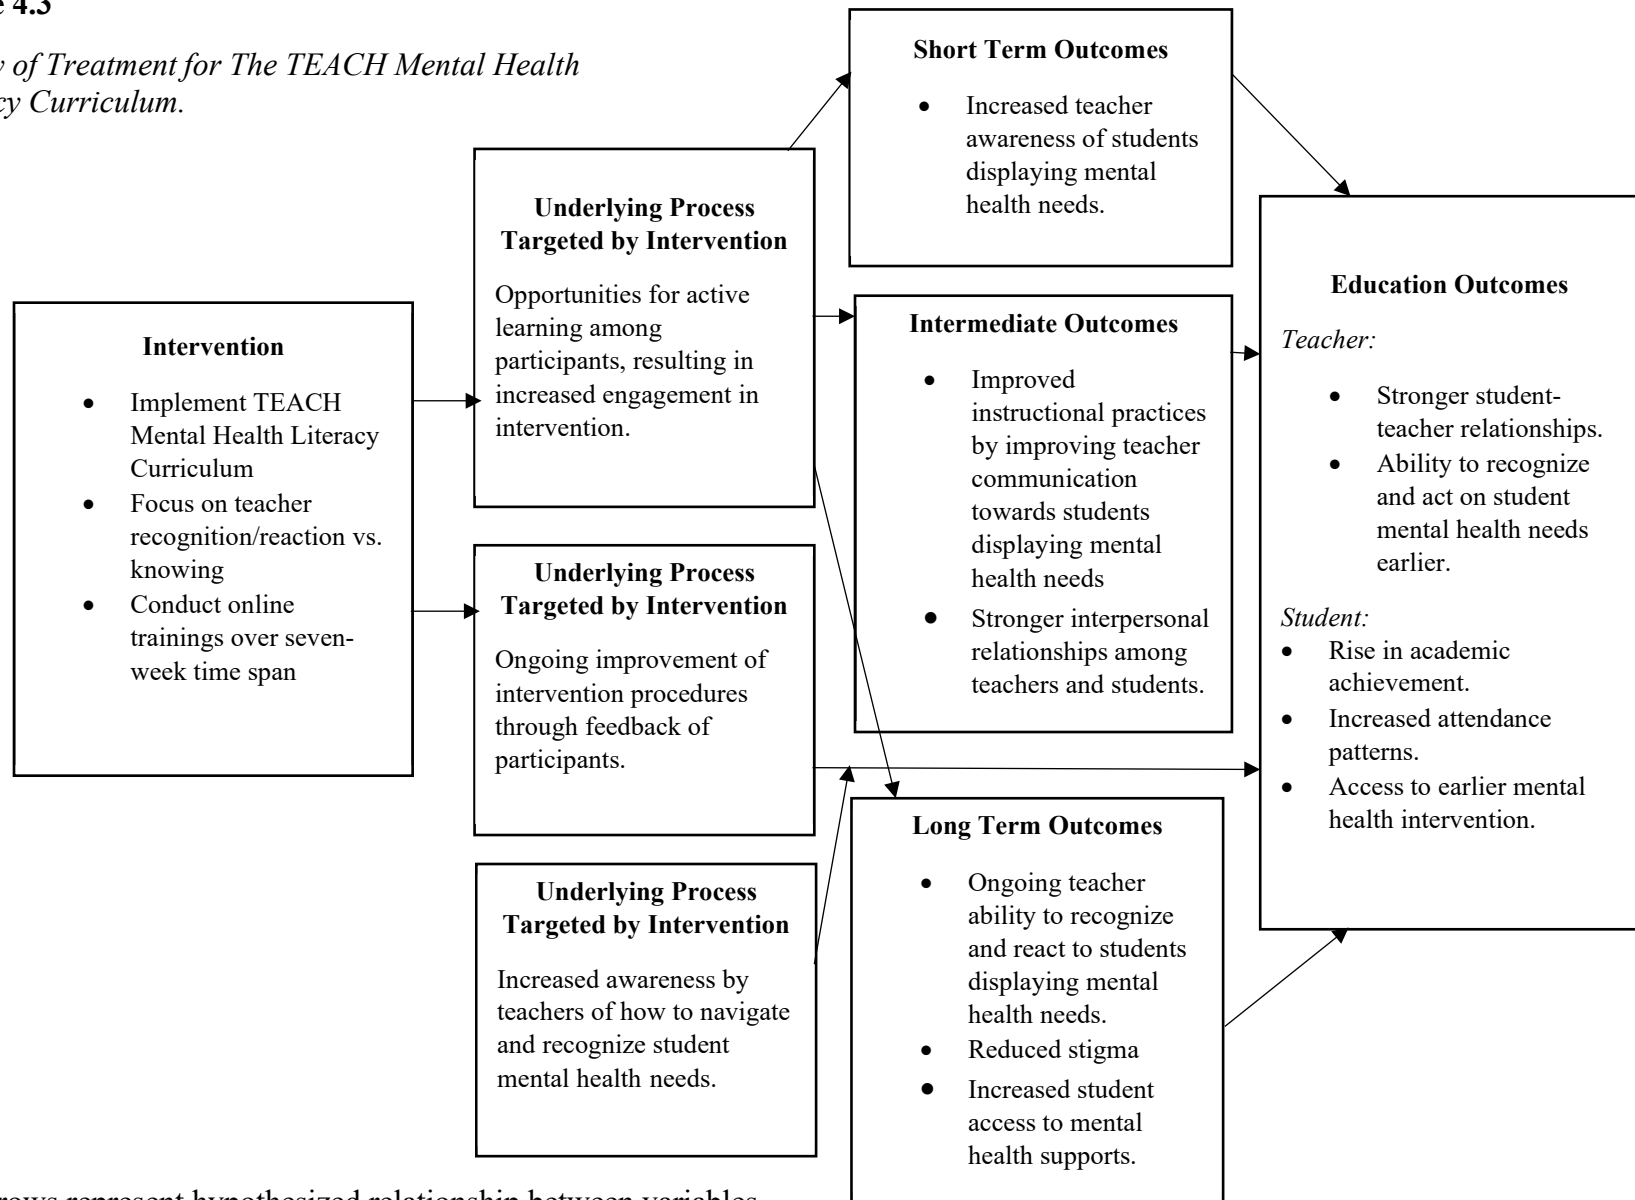 4.3
of Treatment for The TEACH Mental Health
Curriculum.
Intervention
• Implement TEACH
Mental Health Literacy
Curriculum
• Focus on teacher
recognition/reaction vs.
knowing
• Conduct online
trainings over seven-
week time span
Underlying Process
Targeted by Intervention
Opportunities for active
learning among
participants, resulting in
increased engagement in
intervention.
Underlying Process
Targeted by Intervention
Ongoing improvement of
intervention procedures
through feedback of
participants.
Underlying Process
Targeted by Intervention
Increased awareness by
teachers of how to navigate
and recognize student
mental health needs.
Short Term Outcomes
• Increased teacher
awareness of students
displaying mental
health needs.
Intermediate Outcomes
• Improved
instructional practices
by improving teacher
communication
towards students
displaying mental
health needs
• Stronger interpersonal
relationships among
teachers and students.
Long Term Outcomes
• Ongoing teacher
ability to recognize
and react to students
displaying mental
health needs.
• Reduced stigma
• Increased student
access to mental
health supports.
Education Outcomes
Teacher:
• Stronger student-
teacher relationships.
• Ability to recognize
and act on student
mental health needs
earlier.
Student:
• Rise in academic
achievement.
• Increased attendance
patterns.
• Access to earlier mental
health intervention.
represent hypothesized relationship between variables